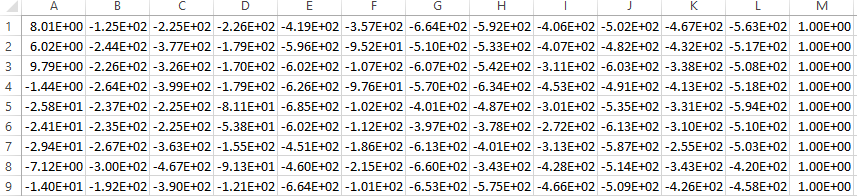 A B C D E F G H I J K L M
1 8.01E+00 -1.25E+02 -2.25E+02 -2.26E+02 -4.19E+02 -3.57E+02 -6.64E+02 -5.92E+02 -4.06E+02 -5.02E+02 -4.67E+02 -5.63E+02 1.00E+00
2 6.02E+00 -2.44E+02 -3.77E+02 -1.79E+02 -5.96E+02 -9.52E+01 -5.10E+02 -5.33E+02 -4.07E+02 -4.82E+02 -4.32E+02 -5.17E+02 1.00E+00
3 9.79E+00 -2.26E+02 -3.26E+02 -1.70E+02 -6.02E+02 -1.07E+02 -6.07E+02 -5.42E+02 -3.11E+02 -6.03E+02 -3.38E+02 -5.08E+02 1.00E+00
4 -1.44E+00 -2.64E+02 -3.99E+02 -1.79E+02 -6.26E+02 -9.76E+01 -5.70E+02 -6.34E+02 -4.53E+02 -4.91E+02 -4.13E+02 -5.18E+02 1.00E+00
5 -2.58E+01 -2.37E+02 -2.25E+02 -8.11E+01 -6.85E+02 -1.02E+02 -4.01E+02 -4.87E+02 -3.01E+02 -5.35E+02 -3.31E+02 -5.94E+02 1.00E+00
6 -2.41E+01 -2.35E+02 -2.25E+02 -5.38E+01 -6.02E+02 -1.12E+02 -3.97E+02 -3.78E+02 -2.72E+02 -6.13E+02 -3.10E+02 -5.10E+02 1.00E+00
7 -2.94E+01 -2.67E+02 -3.63E+02 -1.55E+02 -4.51E+02 -1.86E+02 -6.13E+02 -4.01E+02 -3.13E+02 -5.87E+02 -2.55E+02 -5.03E+02 1.00E+00
8 -7.12E+00 -3.00E+02 -4.67E+02 -9.13E+01 -4.60E+02 -2.15E+02 -6.60E+02 -3.43E+02 -4.28E+02 -5.14E+02 -3.43E+02 -4.20E+02 1.00E+00
9 -1.40E+01 -1.92E+02 -3.90E+02 -1.21E+02 -6.64E+02 -1.01E+02 -6.53E+02 -5.75E+02 -4.66E+02 -5.09E+02 -4.26E+02 -4.58E+02 1.00E+00